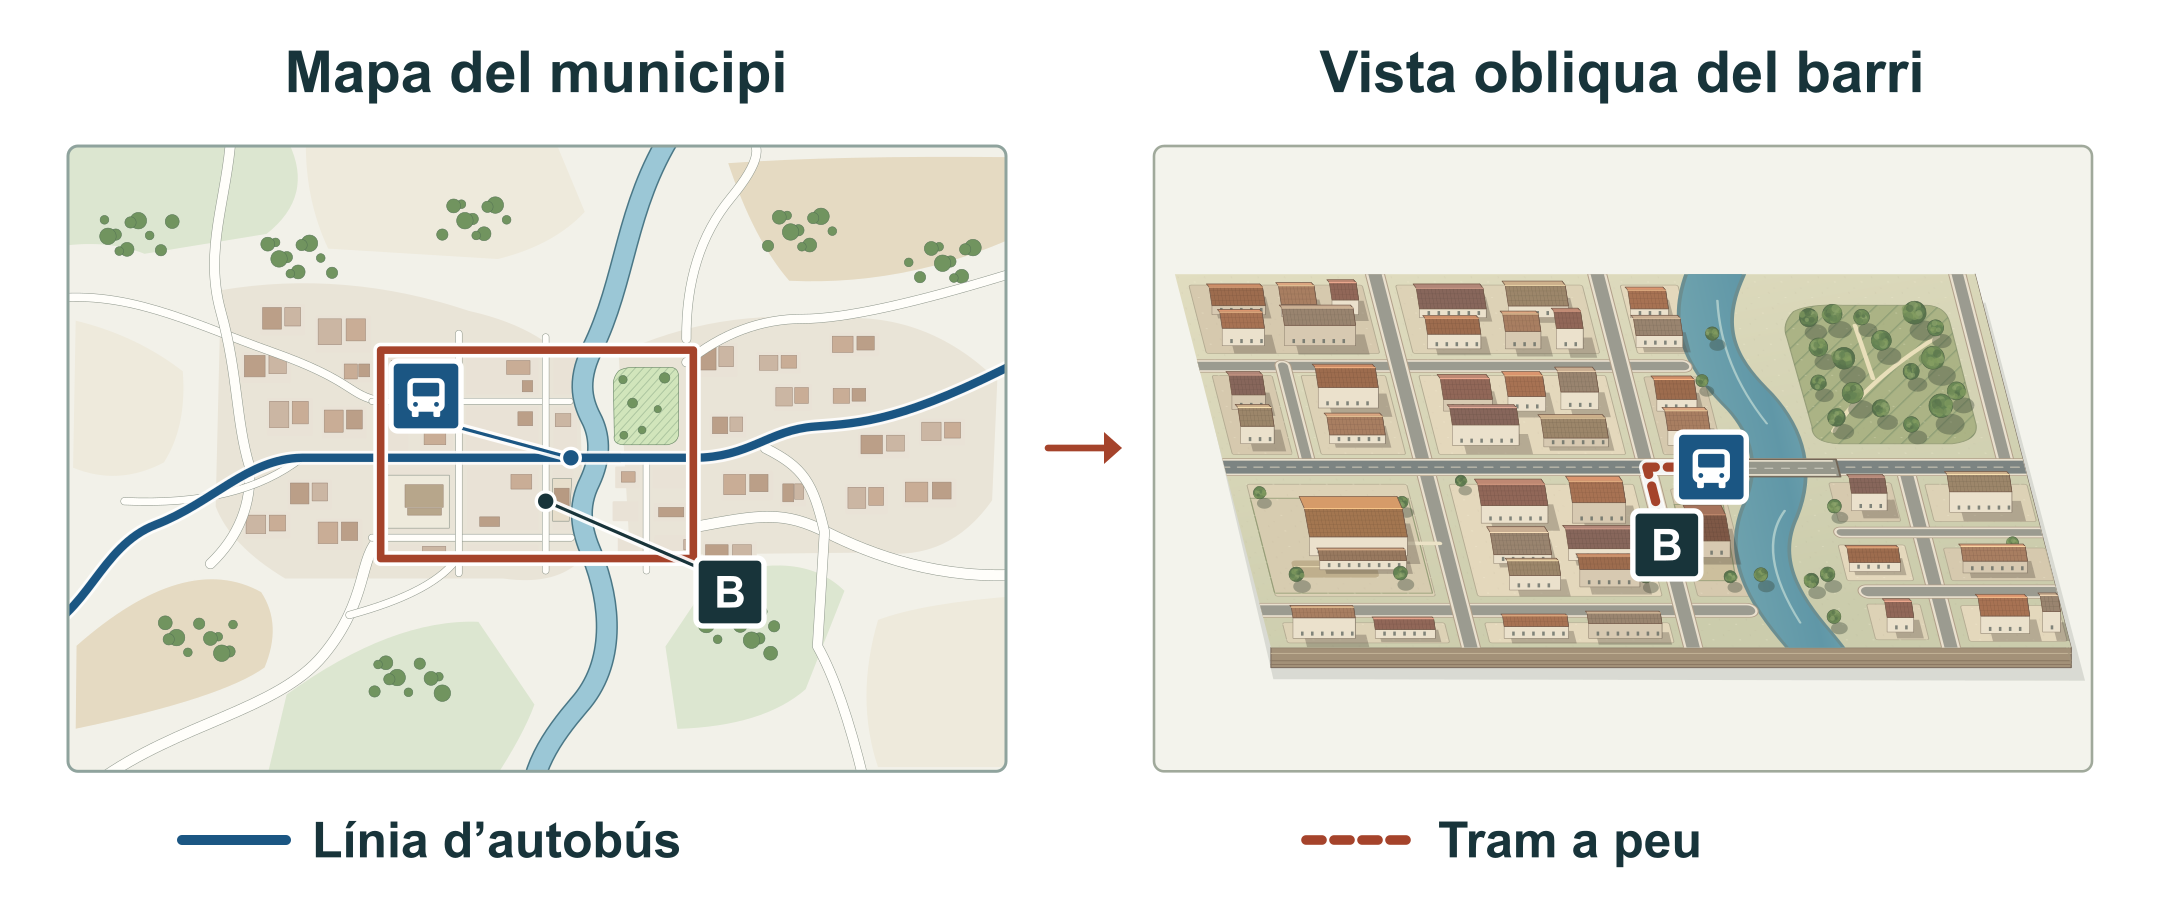 Mapa del municipi
Vista obliqua del barri
B
B
Línia d’autobús
Tram a peu